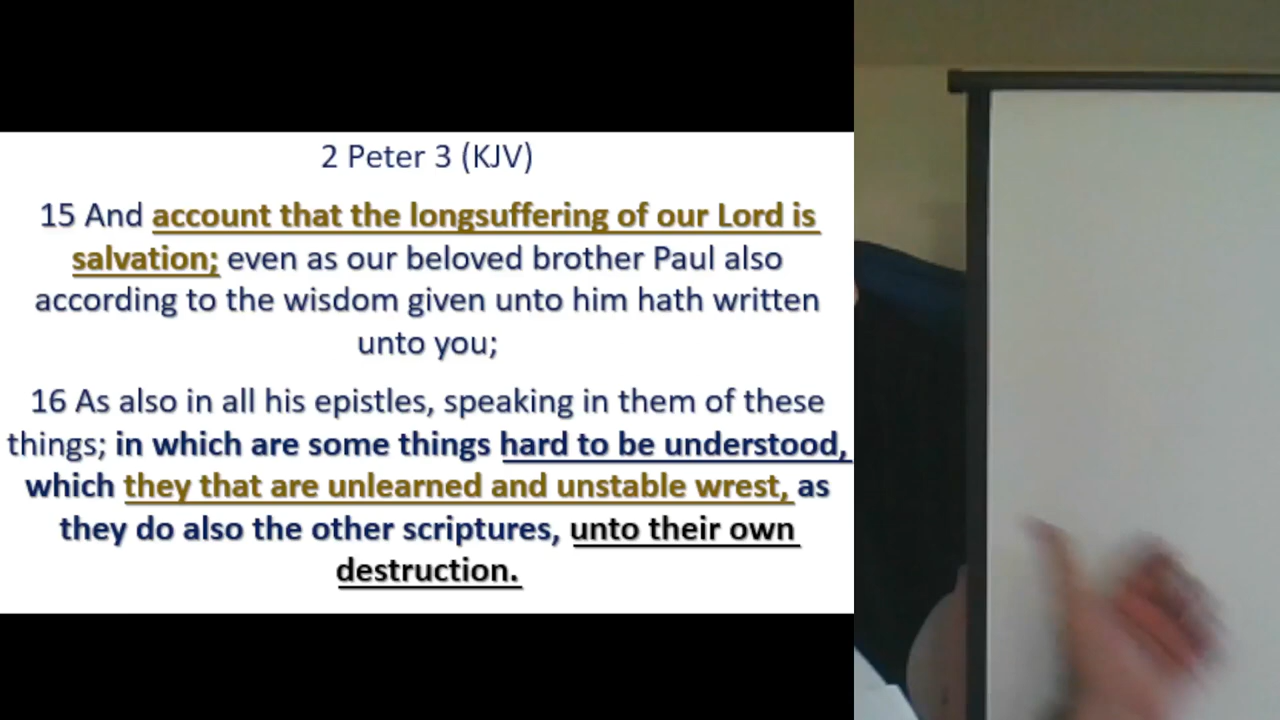 2 Peter 3 (KJV)
15 And account that the longsuffering of our Lord is
salvation; even as our beloved brother Paul also
according to the wisdom given unto him hath written
unto you;
16 As also in all his epistles, speaking in them of these
things; in which are some things hard to be understood,
which they that are unlearned and unstable wrest, as
they do also the other scriptures, unto their own
destruction.